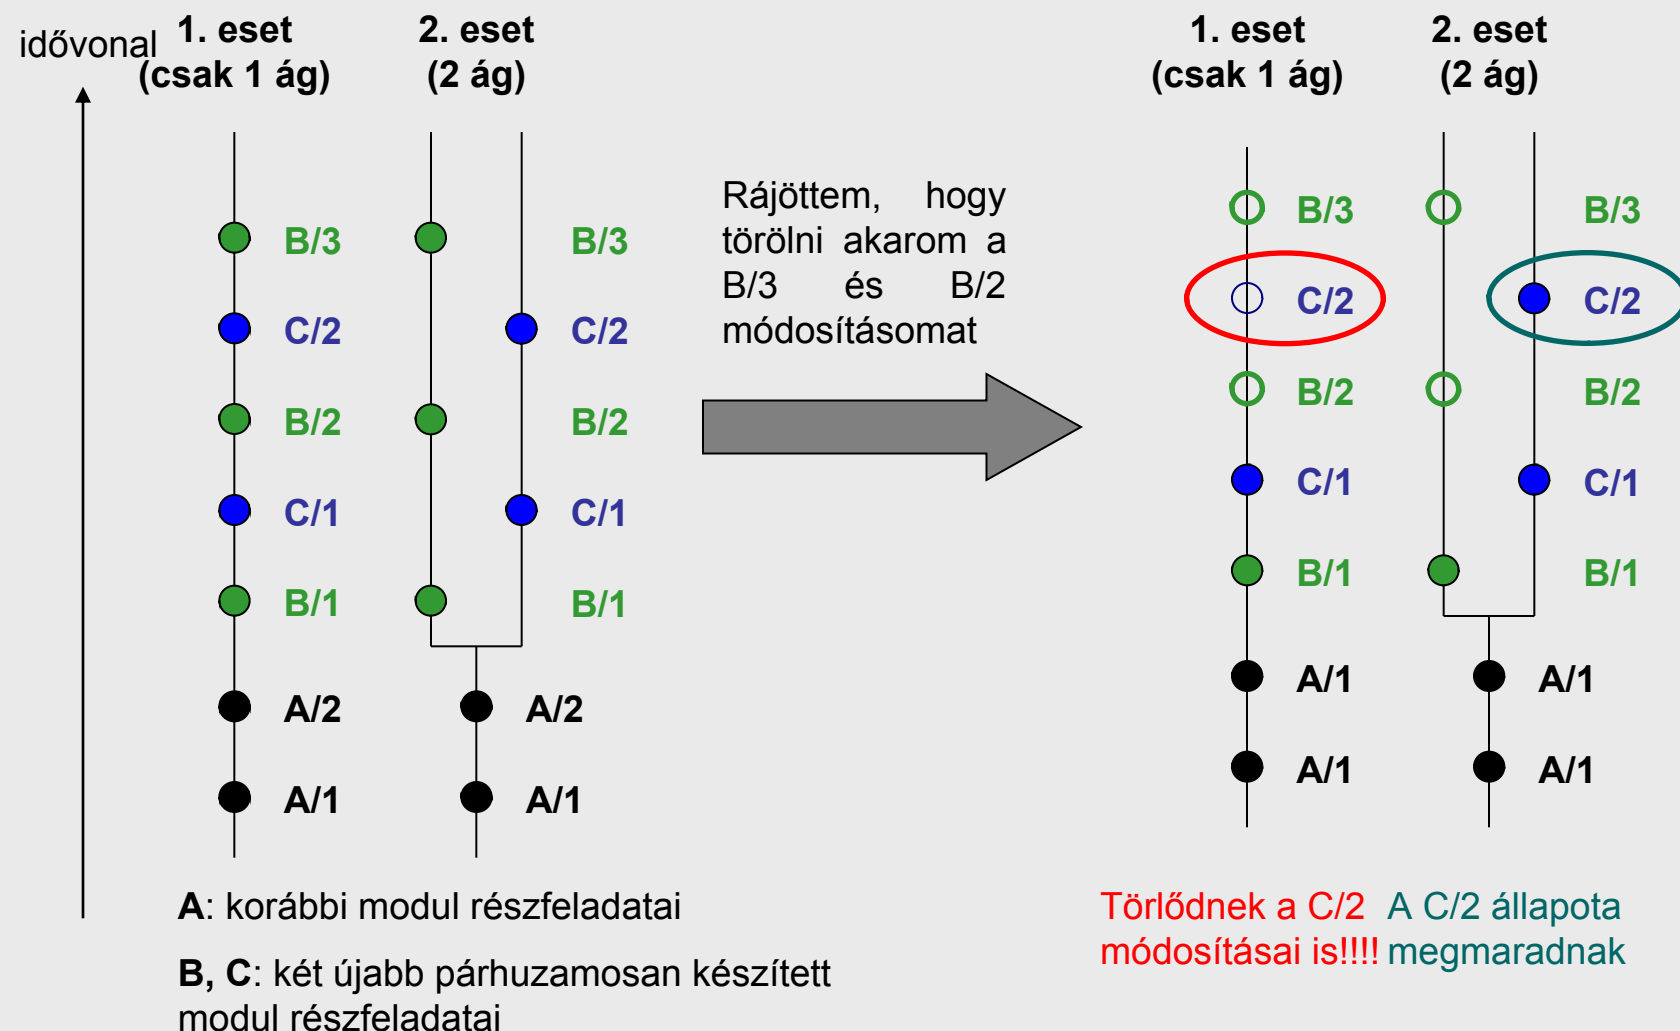 idővonal
1. eset
(csak 1 ág)
2. eset
(2 ág)
B/3
B/3
C/2
C/2
B/2
B/2
C/1
C/1
B/1
B/1
A/2
A/2
A/1
A/1
A: korábbi modul részfeladatai
B, C: két újabb párhuzamosan készített
modul részfeladatai
Rájöttem, hogy
törölni akarom a
B/3 és B/2
módosításomat
1. eset
(csak 1 ág)
2. eset
(2 ág)
B/3
B/3
C/2
C/2
B/2
B/2
C/1
C/1
B/1
B/1
A/1
A/1
A/1
A/1
Törlődnek a C/2
módosításai is!!!!
A C/2 állapota
megmaradnak